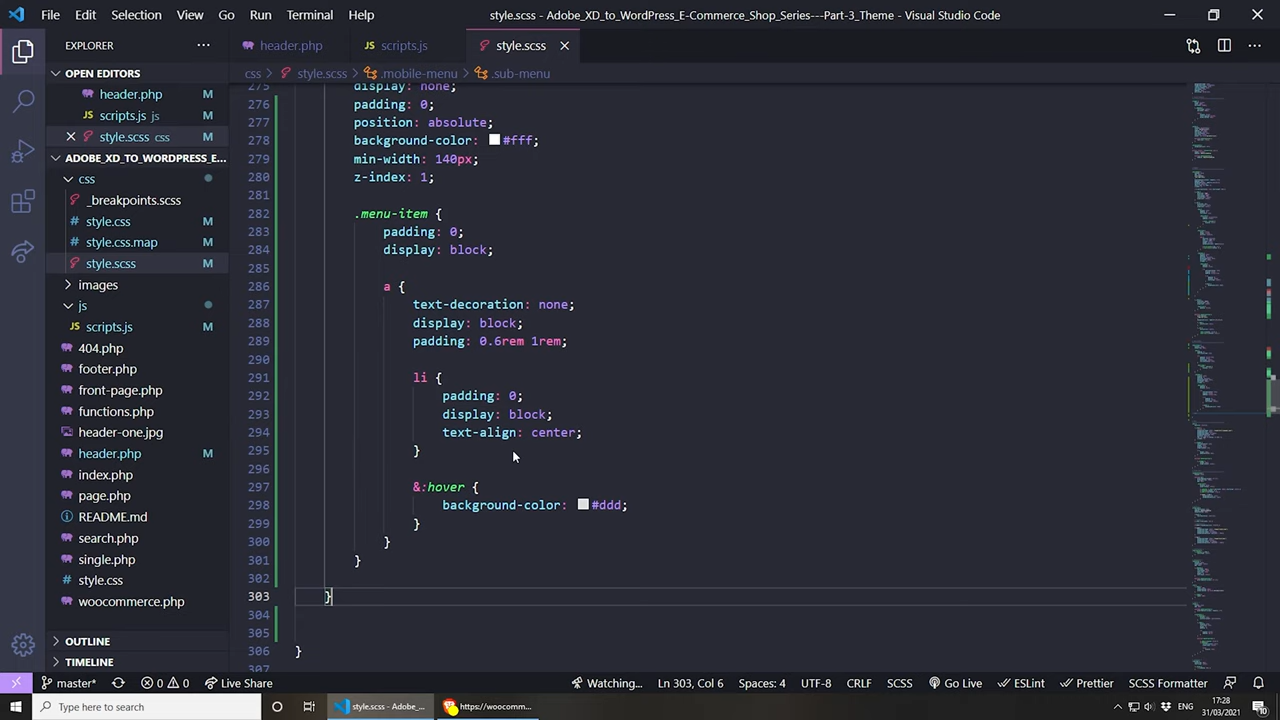 File Edit Selection View Go Run Terminal Help
style.scss - Adobe_XD_to_WordPress_E-Commerce_Shop_Series---Part-3_Theme - Visual Studio Code
EXPLORER
header.php
scripts.js
style.scss
OPEN EDITORS
header.php M
scripts.js js M
style.scss css M
ADOBE_XD_TO_WORDPRESS_E...
css
_breakpoint.scss
style.css M
style.css.map M
style.scss M
images
js
scripts.js M
404.php
footer.php
front-page.php
functions.php
header-one.jpg
header.php M
index.php
page.php
README.md
search.php
single.php
style.css
woocommerce.php
OUTLINE
TIMELINE
css > style.scss > .mobile-menu > .sub-menu
275 display: none;
276 padding: 0;
277 position: absolute;
278 background-color: #fff;
279 min-width: 140px;
280 z-index: 1;
281
282 .menu-item {
283 padding: 0;
284 display: block;
285
286 a {
287 text-decoration: none;
288 display: block;
289 padding: 1rem;
290
291 li {
292 padding: 0;
293 display: block;
294 text-align: center;
295 }
296
297 &:hover {
298 background-color: #ddd;
299 }
300 }
301 }
302
303 }
304
305
306 }
307
master* 0 0 Live Share
Watching... Ln 303, Col 6 UTF-8 CRLF SCSS Go Live ESLint Prettier SCSS Formatter
Type here to search
style.scss - Adobe_...
https://woocomm...
ENG
17:28
31/03/2021
10